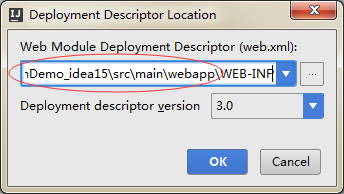 Deployment Descriptor Location
Web Module Deployment Descriptor (web.xml):
nDemo_idea15\src\main\webapp\WEB-INF
...
Deployment descriptor version 3.0
OK Cancel